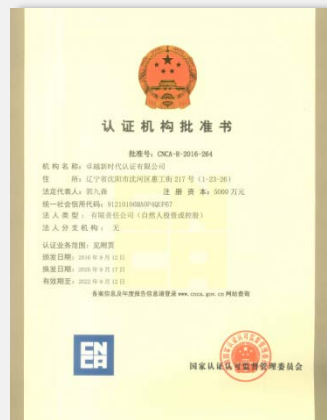 认证机构批准书
批准号：CNCA-R-2016-264
机构名称：卓越新时代认证有限公司
住 所：辽宁省沈阳市沈河区惠工街217号（1-23-26）
法定代表人：郭九森 注册资本：5000万元
统一社会信用代码：91210106MA0P4QUP67
法人类型：有限责任公司（自然人投资或控股）
法人分支机构：无
认证业务范围：见附页
颁发日期：2016年9月12日
换发日期：2020年9月17日
有效期至：2022年9月12日
各案信息及年度报告信息请登录www.cnca.gov.cn网站查询
CNCA
国家认证认可监督管理委员会